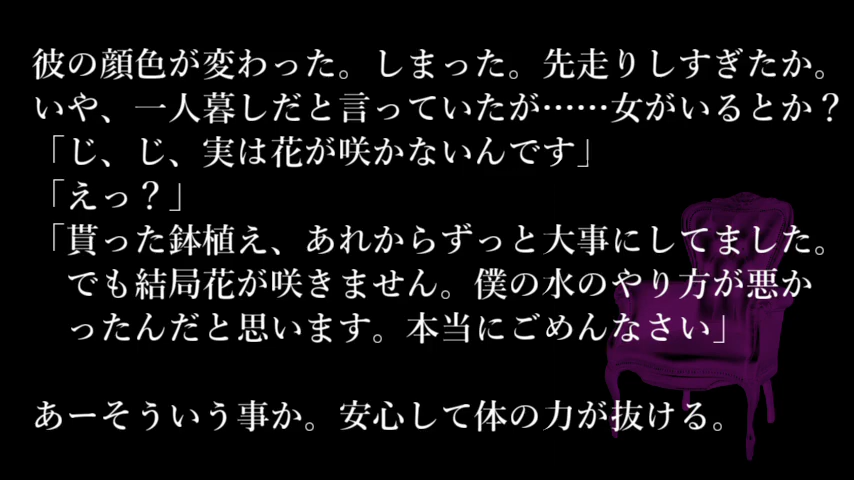 彼の顔色が変わった。しまった。先走りしすぎたか。
いや、一人暮しだと言っていたが……女がいるとか？
「じ、じ、実は花が咲かないんです」
「えっ？」
「貰った鉢植え、あれからずっと大事にしてました。
でも結局花が咲きません。僕の水のやり方が悪か
ったんだと思います。本当にごめんなさい」
あーそういう事か。安心して体の力が抜ける。